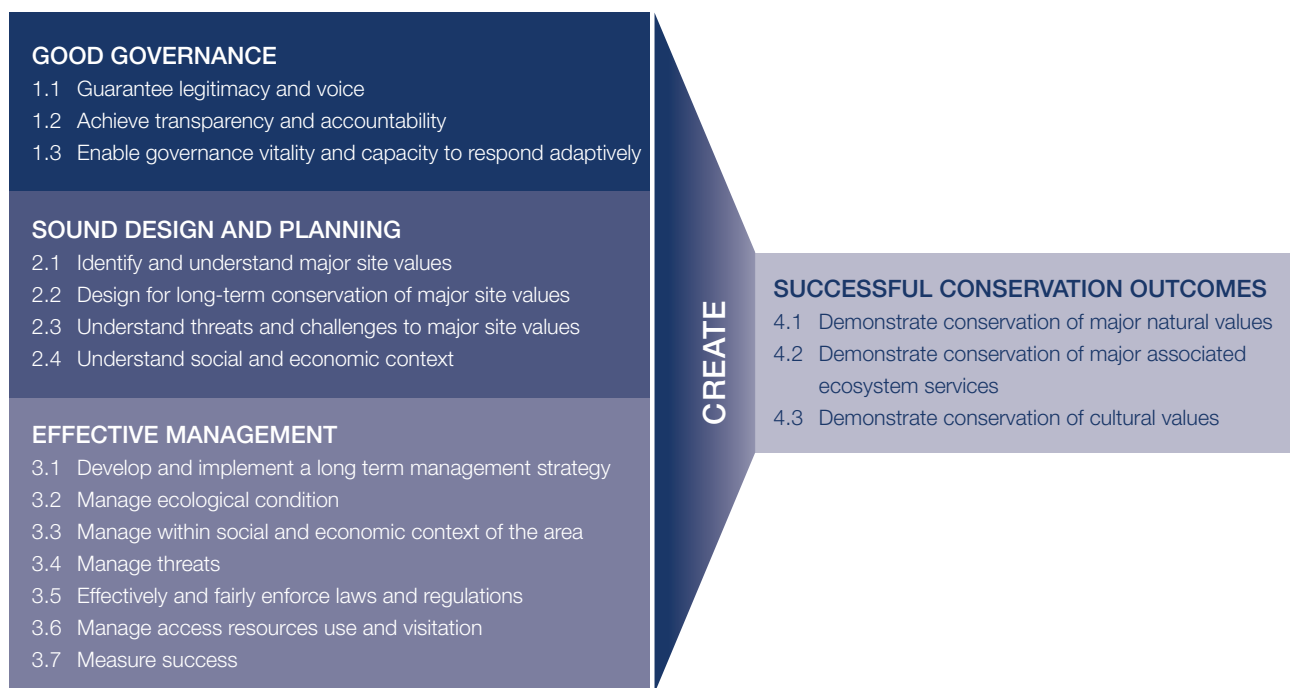 GOOD GOVERNANCE
1.1 Guarantee legitimacy and voice
1.2 Achieve transparency and accountability
1.3 Enable governance vitality and capacity to respond adaptively
SOUND DESIGN AND PLANNING
2.1 Identify and understand major site values
2.2 Design for long-term conservation of major site values
2.3 Understand threats and challenges to major site values
2.4 Understand social and economic context
EFFECTIVE MANAGEMENT
3.1 Develop and implement a long term management strategy
3.2 Manage ecological condition
3.3 Manage within social and economic context of the area
3.4 Manage threats
3.5 Effectively and fairly enforce laws and regulations
3.6 Manage access resources use and visitation
3.7 Measure success
CREATE
SUCCESSFUL CONSERVATION OUTCOMES
4.1 Demonstrate conservation of major natural values
4.2 Demonstrate conservation of major associated
ecosystem services
4.3 Demonstrate conservation of cultural values